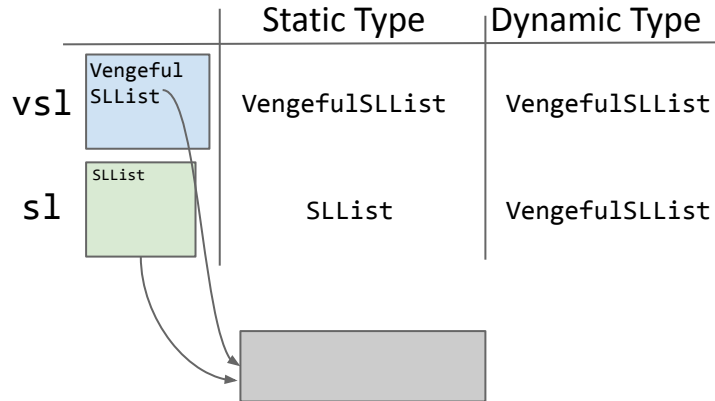 Static Type Dynamic Type
vsl
Vengeful
SLList
VengefulSLList VengefulSLList
sl
SLList
SLList VengefulSLList